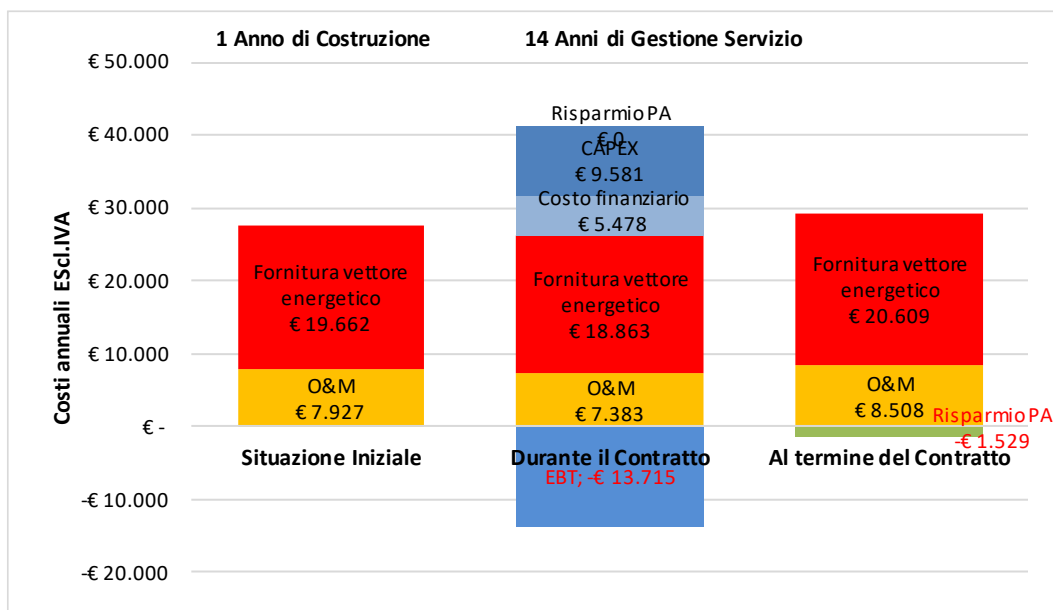 1 Anno di Costruzione
14 Anni di Gestione Servizio
Costi annuali EScl.IVA
€ 50.000
€ 40.000
€ 30.000
€ 20.000
€ 10.000
€ -
-€ 10.000
-€ 20.000
Fornitura vettore
energetico
€ 19.662
O&M
€ 7.927
Situazione Iniziale
Risparmio PA
€ 0
CAPEX
€ 9.581
Costo finanziario
€ 5.478
Fornitura vettore
energetico
€ 18.863
O&M
€ 7.383
Durante il Contratto
EBT; -€ 13.715
Fornitura vettore
energetico
€ 20.609
O&M
€ 8.508
Risparmio PA
-€ 1.529
Al termine del Contratto